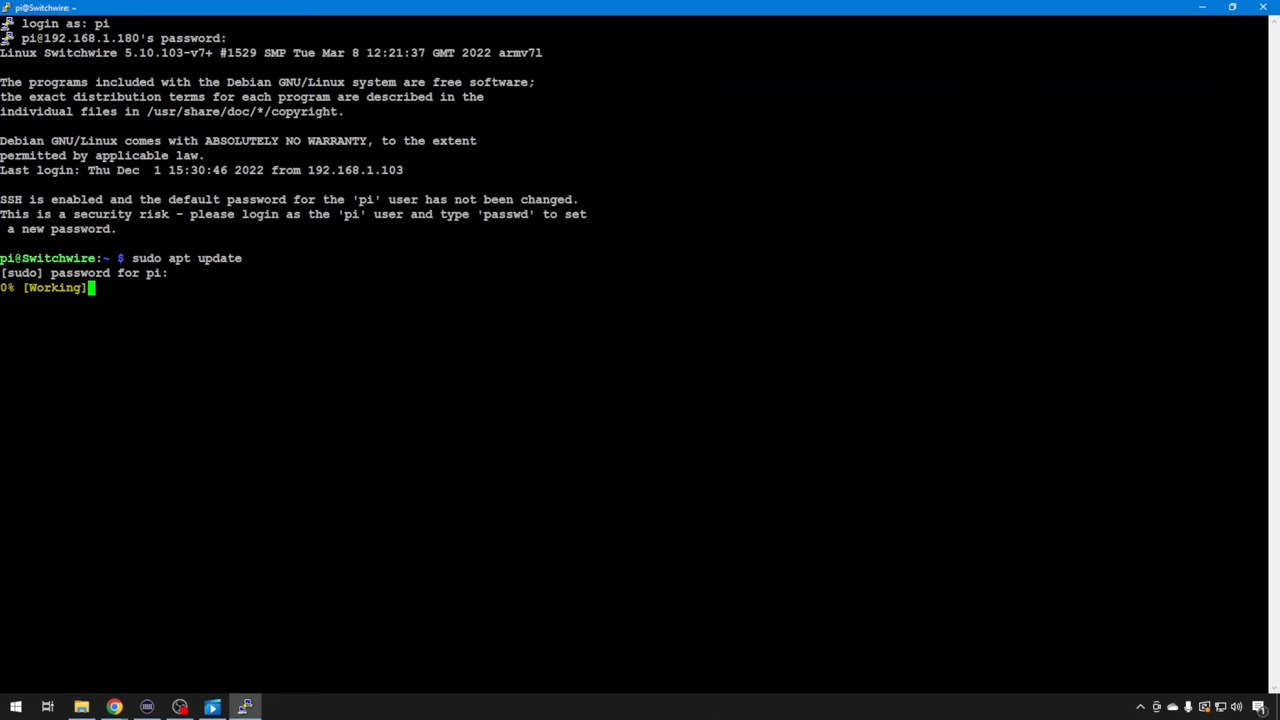 pi@Switchwire: ~
login as: pi
pi@192.168.1.180's password:
Linux Switchwire 5.10.103-v7+ #1529 SMP Tue Mar 8 12:21:37 GMT 2022 armv7l
The programs included with the Debian GNU/Linux system are free software;
the exact distribution terms for each program are described in the
individual files in /usr/share/doc/*/copyright.
Debian GNU/Linux comes with ABSOLUTELY NO WARRANTY, to the extent
permitted by applicable law.
Last login: Thu Dec  1 15:30:46 2022 from 192.168.1.103
SSH is enabled and the default password for the 'pi' user has not been changed.
This is a security risk - please login as the 'pi' user and type 'passwd' to set
 a new password.
pi@Switchwire:~ $ sudo apt update
[sudo] password for pi:
0% [Working]
1